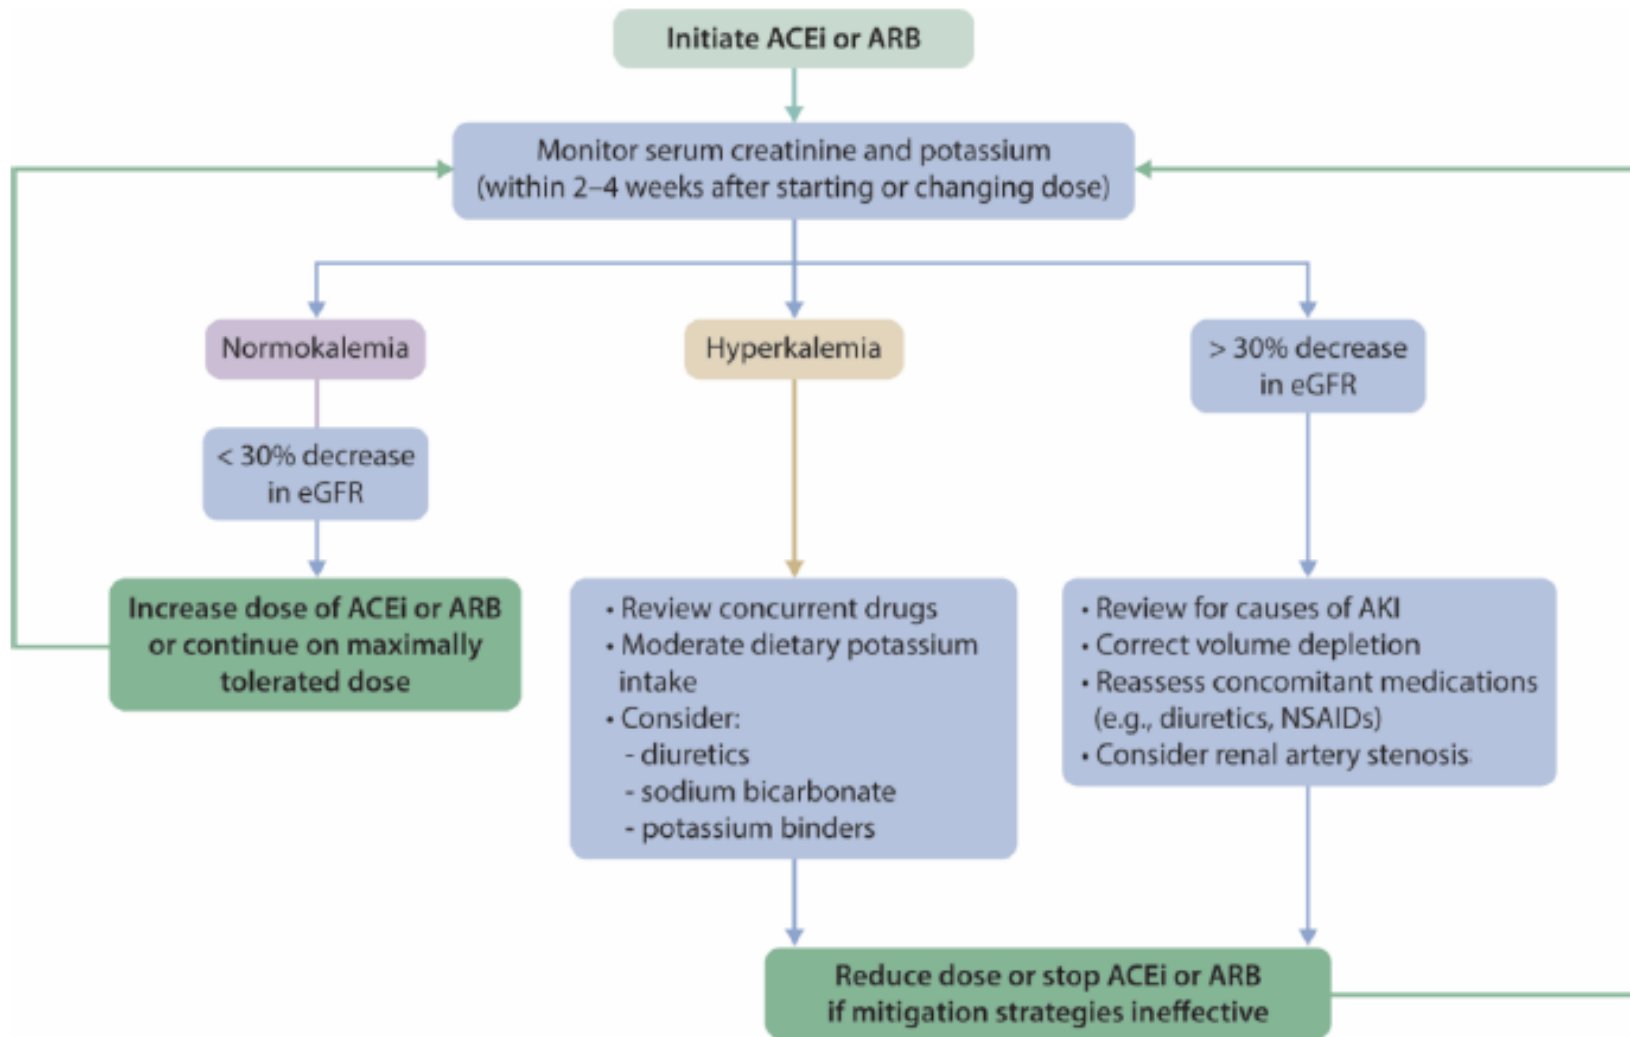 Initiate ACEi or ARB
Monitor serum creatinine and potassium
(within 2–4 weeks after starting or changing dose)
Normokalemia
Hyperkalemia
> 30% decrease
in eGFR
< 30% decrease
in eGFR
Increase dose of ACEi or ARB
or continue on maximally
tolerated dose
• Review concurrent drugs
• Moderate dietary potassium
intake
• Consider:
- diuretics
- sodium bicarbonate
- potassium binders
• Review for causes of AKI
• Correct volume depletion
• Reassess concomitant medications
(e.g., diuretics, NSAIDs)
• Consider renal artery stenosis
Reduce dose or stop ACEi or ARB
if mitigation strategies ineffective